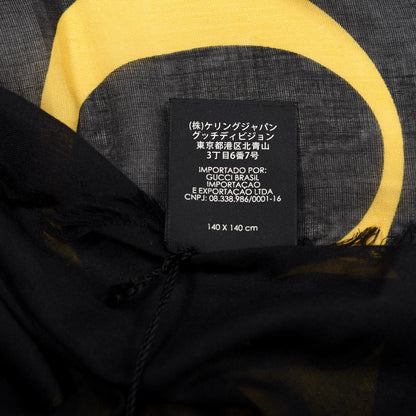 (株)ケリングジャパン
グッチディビジョン
東京都港区北青山
3丁目6番7号
IMPORTADO POR:
GUCCI BRASIL
IMPORTAÇAO
E EXPORTAÇAO LTDA
CNPJ: 08.338.986/0001-16
140 X 140 cm